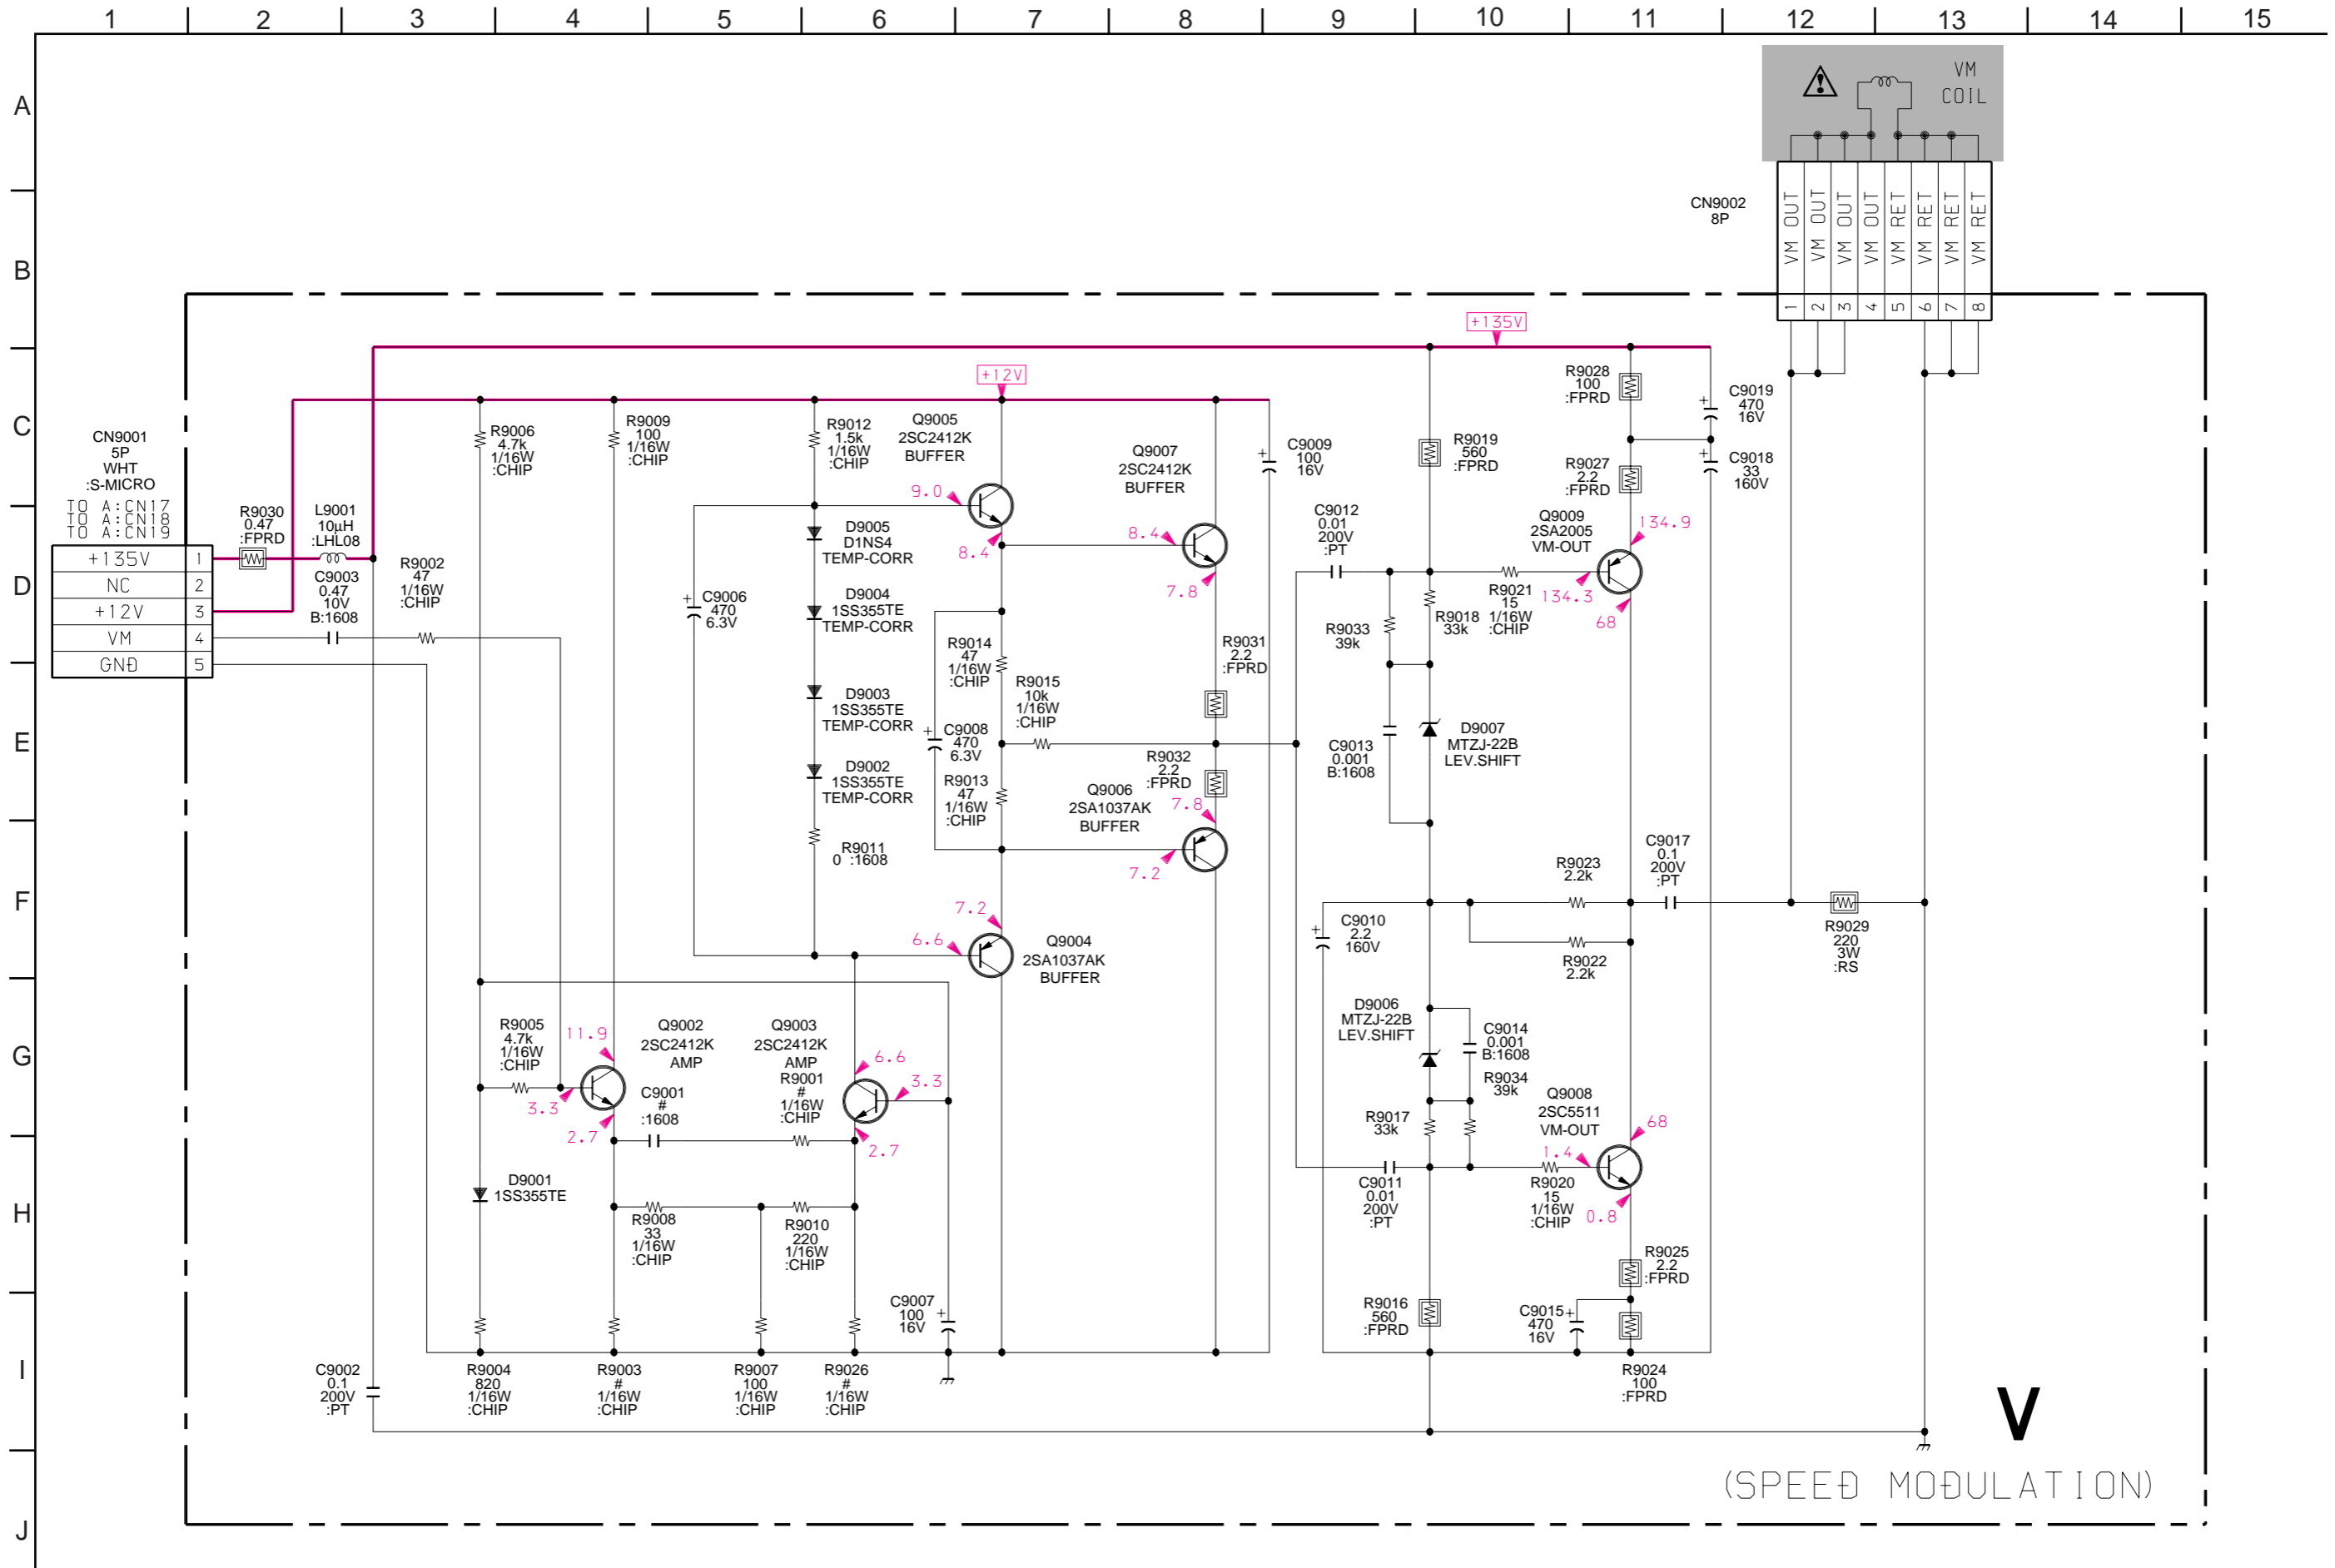 1 2 3 4 5 6 7 8 9 10 11 12 13 14 15
A
B
C
D
E
F
G
H
I
J
VM
COIL
CN9002
8P
VM OUT
VM OUT
VM OUT
VM OUT
VM RET
VM RET
VM RET
VM RET
1 2 3 4 5 6 7 8
+135V
+12V
CN9001
5P
WHT
:S-MICRO
TO A:CN17
TO A:CN18
TO A:CN19
+135V 1
NC 2
+12V 3
VM 4
GND 5
R9030
0.47
:FPRD
L9001
10µH
:LHL08
C9003
0.47
10V
B:1608
R9002
47
1/16W
:CHIP
R9006
4.7k
1/16W
:CHIP
R9009
100
1/16W
:CHIP
R9012
1.5k
1/16W
:CHIP
Q9005
2SC2412K
BUFFER
9.0
8.4
Q9007
2SC2412K
BUFFER
8.4
7.8
D9005
D1NS4
TEMP-CORR
D9004
1SS355TE
TEMP-CORR
D9003
1SS355TE
TEMP-CORR
D9002
1SS355TE
TEMP-CORR
R9011
0 :1608
+
C9006
470
6.3V
R9014
47
1/16W
:CHIP
R9015
10k
1/16W
:CHIP
+
C9008
470
6.3V
R9013
47
1/16W
:CHIP
R9031
2.2
:FPRD
R9032
2.2
:FPRD
Q9006
2SA1037AK
BUFFER
7.8
7.2
7.2
6.6
Q9004
2SA1037AK
BUFFER
+
C9009
100
16V
C9012
0.01
200V
:PT
R9019
560
:FPRD
R9028
100
:FPRD
R9027
2.2
:FPRD
+
C9019
470
16V
+
C9018
33
160V
Q9009
2SA2005
VM-OUT
134.9
134.3
68
R9021
15
1/16W
:CHIP
R9018
33k
R9033
39k
C9013
0.001
B:1608
D9007
MTZJ-22B
LEV.SHIFT
R9023
2.2k
R9022
2.2k
C9017
0.1
200V
:PT
R9029
220
3W
:RS
+
C9010
2.2
160V
D9006
MTZJ-22B
LEV.SHIFT
C9014
0.001
B:1608
R9034
39k
R9017
33k
Q9008
2SC5511
VM-OUT
68
1.4
0.8
C9011
0.01
200V
:PT
R9020
15
1/16W
:CHIP
R9025
2.2
:FPRD
R9016
560
:FPRD
C9015
+
470
16V
R9024
100
:FPRD
R9005
4.7k
1/16W
:CHIP
11.9
3.3
2.7
Q9002
2SC2412K
AMP
Q9003
2SC2412K
AMP
C9001
#
:1608
R9001
#
1/16W
:CHIP
6.6
3.3
2.7
D9001
1SS355TE
R9008
33
1/16W
:CHIP
R9010
220
1/16W
:CHIP
C9007
+
100
16V
C9002
0.1
200V
:PT
R9004
820
1/16W
:CHIP
R9003
#
1/16W
:CHIP
R9007
100
1/16W
:CHIP
R9026
#
1/16W
:CHIP
V
(SPEED MODULATION)